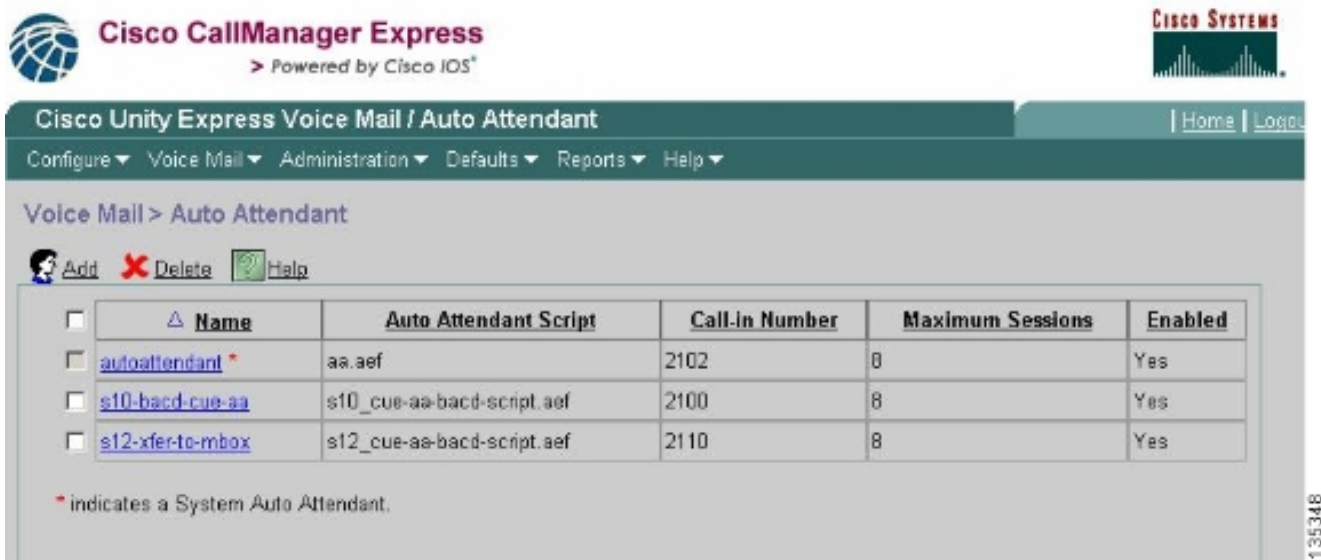 Cisco CallManager Express
> Powered by Cisco IOS®
CISCO SYSTEMS
Cisco Unity Express Voice Mail / Auto Attendant
| Home | Logou
Configure Voice Mail Administration Defaults Reports Help
Voice Mail > Auto Attendant
Add Delete ? Help
Name Auto Attendant Script Call-in Number Maximum Sessions Enabled
autoattendant * aa.aef 2102 8 Yes
s10-bacd-cue-aa s10_cue-aa-bacd-script.aef 2100 8 Yes
s12-xfer-to-mbox s12_cue-aa-bacd-script.aef 2110 8 Yes
* indicates a System Auto Attendant.
135348